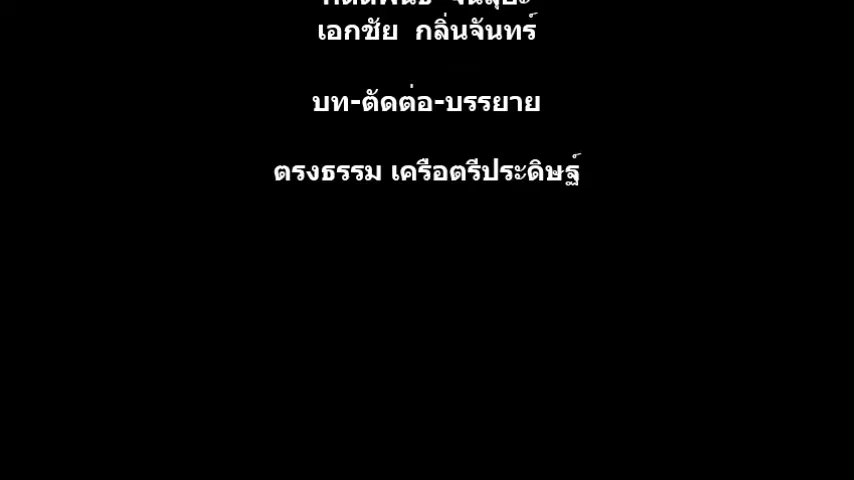 เอกชัย กลิ่นจันทร์
บท-ตัดต่อ-บรรยาย
ตรงธรรม เครือตรีประดิษฐ์